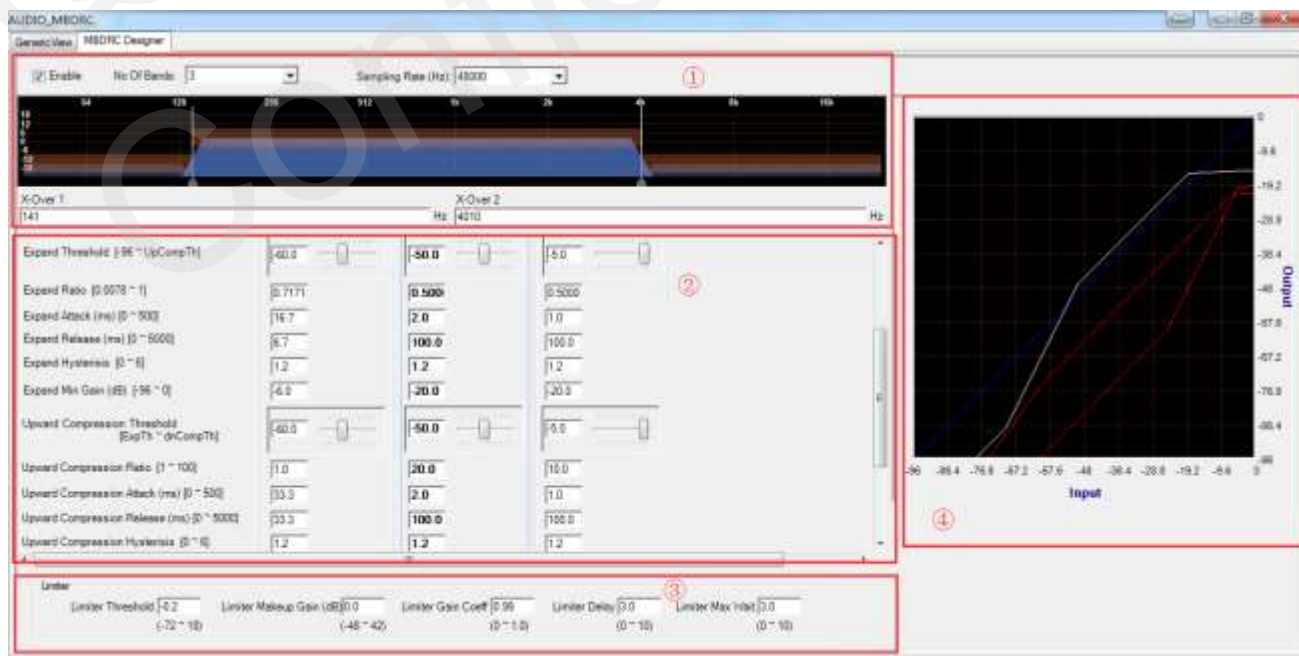 AUDIO_MBDRC
Generic View MBDRC Designer
Enable No Of Bands: 3 Sampling Rate (Hz): 48000 ①
64 128 256 512 1k 2k 4k 8k 16k
18
12
6
0
-6
-12
X-Over 1 X-Over 2
141 Hz 4010 Hz
Expand Threshold [-96 ~ UpCompTh] -60.0 -50.0 -5.0
②
Expand Ratio [0.0078 ~ 1] 0.7171 0.500 0.5000
Expand Attack (ms) [0 ~ 500] 16.7 2.0 1.0
Expand Release (ms) [0 ~ 5000] 6.7 100.0 100.0
Expand Hysterisis [0 ~ 6] 1.2 1.2 1.2
Expand Min Gain (dB) [-96 ~ 0] -6.0 -20.0 -20.0
Upward Compression Threshold -60.0 -50.0 -5.0
[ExpTh ~ dnCompTh]
Upward Compression Ratio [1 ~ 100] 1.0 20.0 10.0
Upward Compression Attack (ms) [0 ~ 500] 33.3 2.0 1.0
Upward Compression Release (ms) [0 ~ 5000] 33.3 100.0 100.0
Upward Compression Hysterisis [0 ~ 6] 1.2 1.2 1.2
Limiter
③
Limiter Threshold -0.2 Limiter Makeup Gain (dB) 0.0 Limiter Gain Coeff 0.99 Limiter Delay 3.0 Limiter Max Wait 3.0
(-72 ~ 18) (-48 ~ 42) (0 ~ 1.0) (0 ~ 10) (0 ~ 10)
0
-9.6
-19.2
-28.8
-38.4
-48
-57.6
-67.2
-76.8
-86.4
-96
Output
-96 -86.4 -76.8 -67.2 -57.6 -48 -38.4 -28.8 -19.2 -9.6 0
Input
④